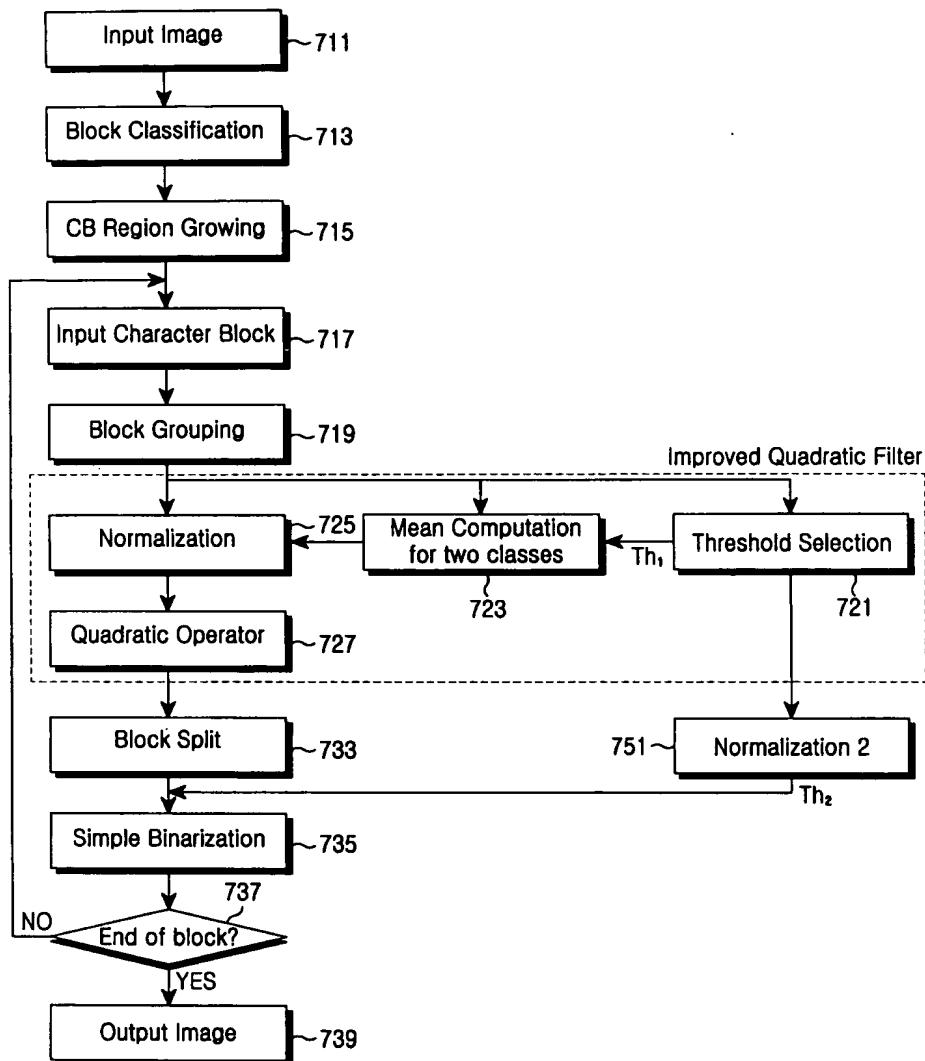 Input Image
711
Block Classification
713
CB Region Growing
715
Input Character Block
717
Block Grouping
719
Improved Quadratic Filter
Normalization
725
Mean Computation
for two classes
723
Th₁
Threshold Selection
721
Quadratic Operator
727
Block Split
733
751
Normalization 2
Th₂
Simple Binarization
735
737
NO
End of block?
YES
Output Image
739